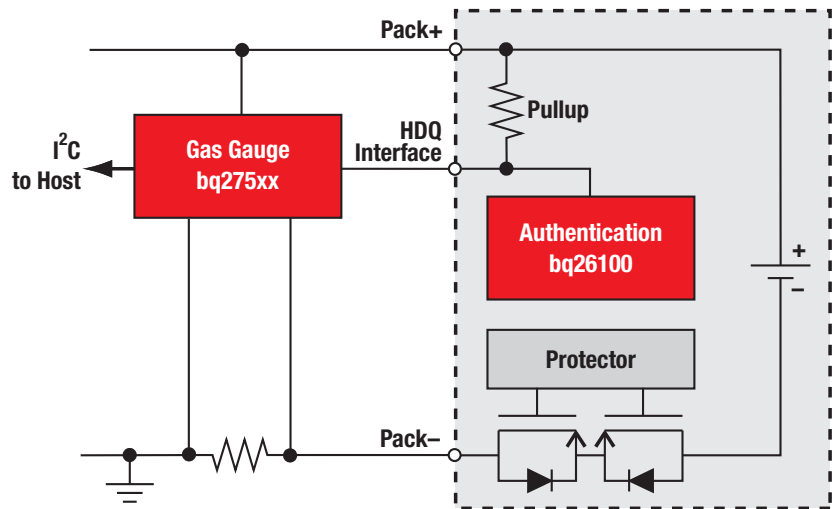 Pack+
Pullup
HDQ
Interface
I²C
to Host
Gas Gauge
bq275xx
Authentication
bq26100
+
–
Protector
Pack–